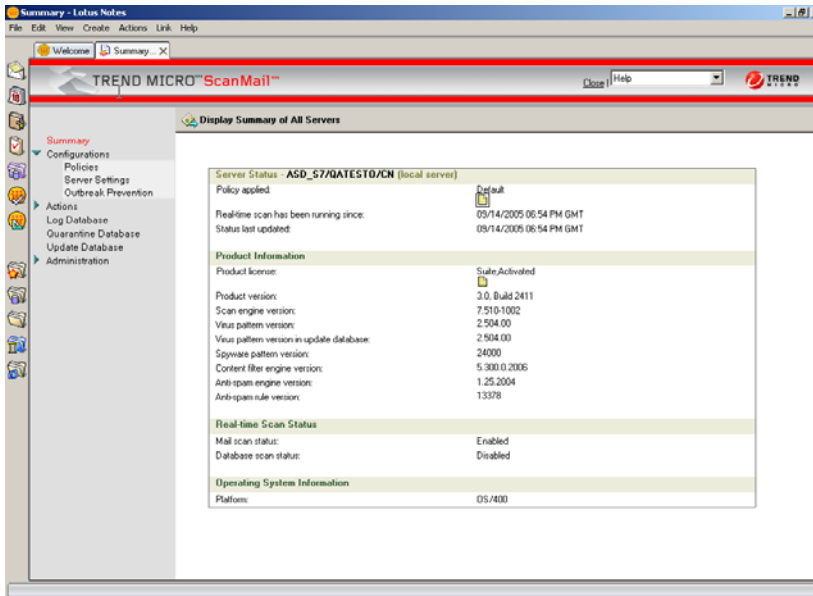 Summary - Lotus Notes
File Edit View Create Actions Link Help
Welcome Summary... X
TREND MICRO™ ScanMail™
Close | Help
TREND MICRO
Display Summary of All Servers
Summary
Configurations
Policies
Server Settings
Outbreak Prevention
Actions
Log Database
Quarantine Database
Update Database
Administration
Server Status - ASD_S7/QATESTO/CN (local server)
Policy applied: Default
Real-time scan has been running since: 09/14/2005 06:54 PM GMT
Status last updated: 09/14/2005 06:54 PM GMT
Product Information
Product license: Suite,Activated
Product version: 3.0, Build 2411
Scan engine version: 7.510-1002
Virus pattern version: 2.504.00
Virus pattern version in update database: 2.504.00
Spyware pattern version: 24000
Content filter engine version: 5.300.0.2006
Anti-spam engine version: 1.25.2004
Anti-spam rule version: 13378
Real-time Scan Status
Mail scan status: Enabled
Database scan status: Disabled
Operating System Information
Platform: OS/400